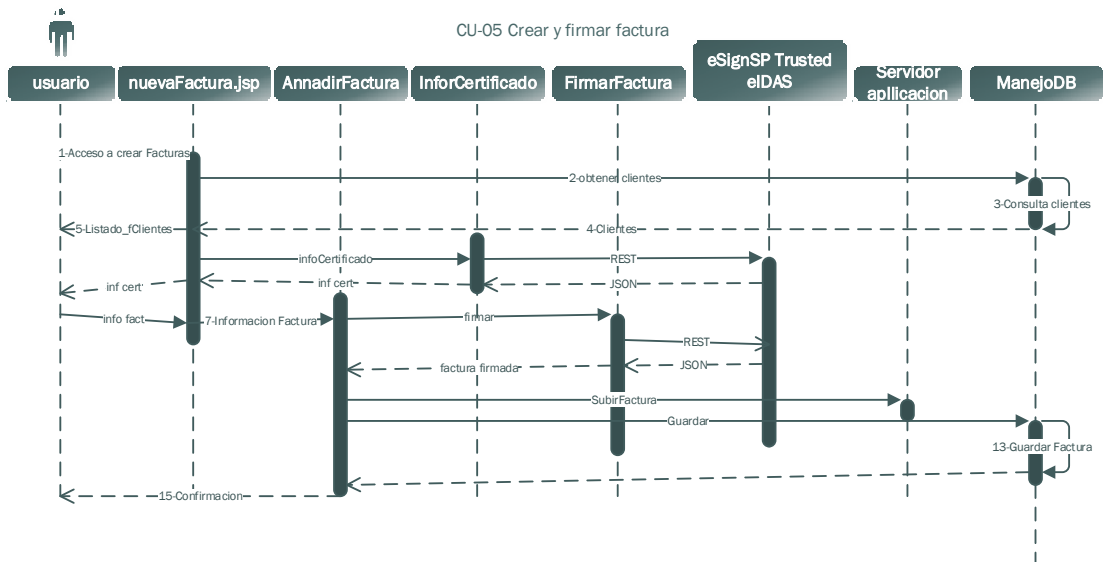 CU-05 Crear y firmar factura
usuario
nuevaFactura.jsp
AnnadirFactura
InforCertificado
FirmarFactura
eSignSP Trusted
eIDAS
Servidor
apllicacion
ManejoDB
1-Acceso a crear Facturas
2-obtener clientes
3-Consulta clientes
5-Listado_fClientes
4-Clientes
infoCertificado
REST
inf cert
inf cert
JSON
info fact
7-Informacion Factura
firmar
REST
factura firmada
JSON
SubirFactura
Guardar
13-Guardar Factura
15-Confirmacion